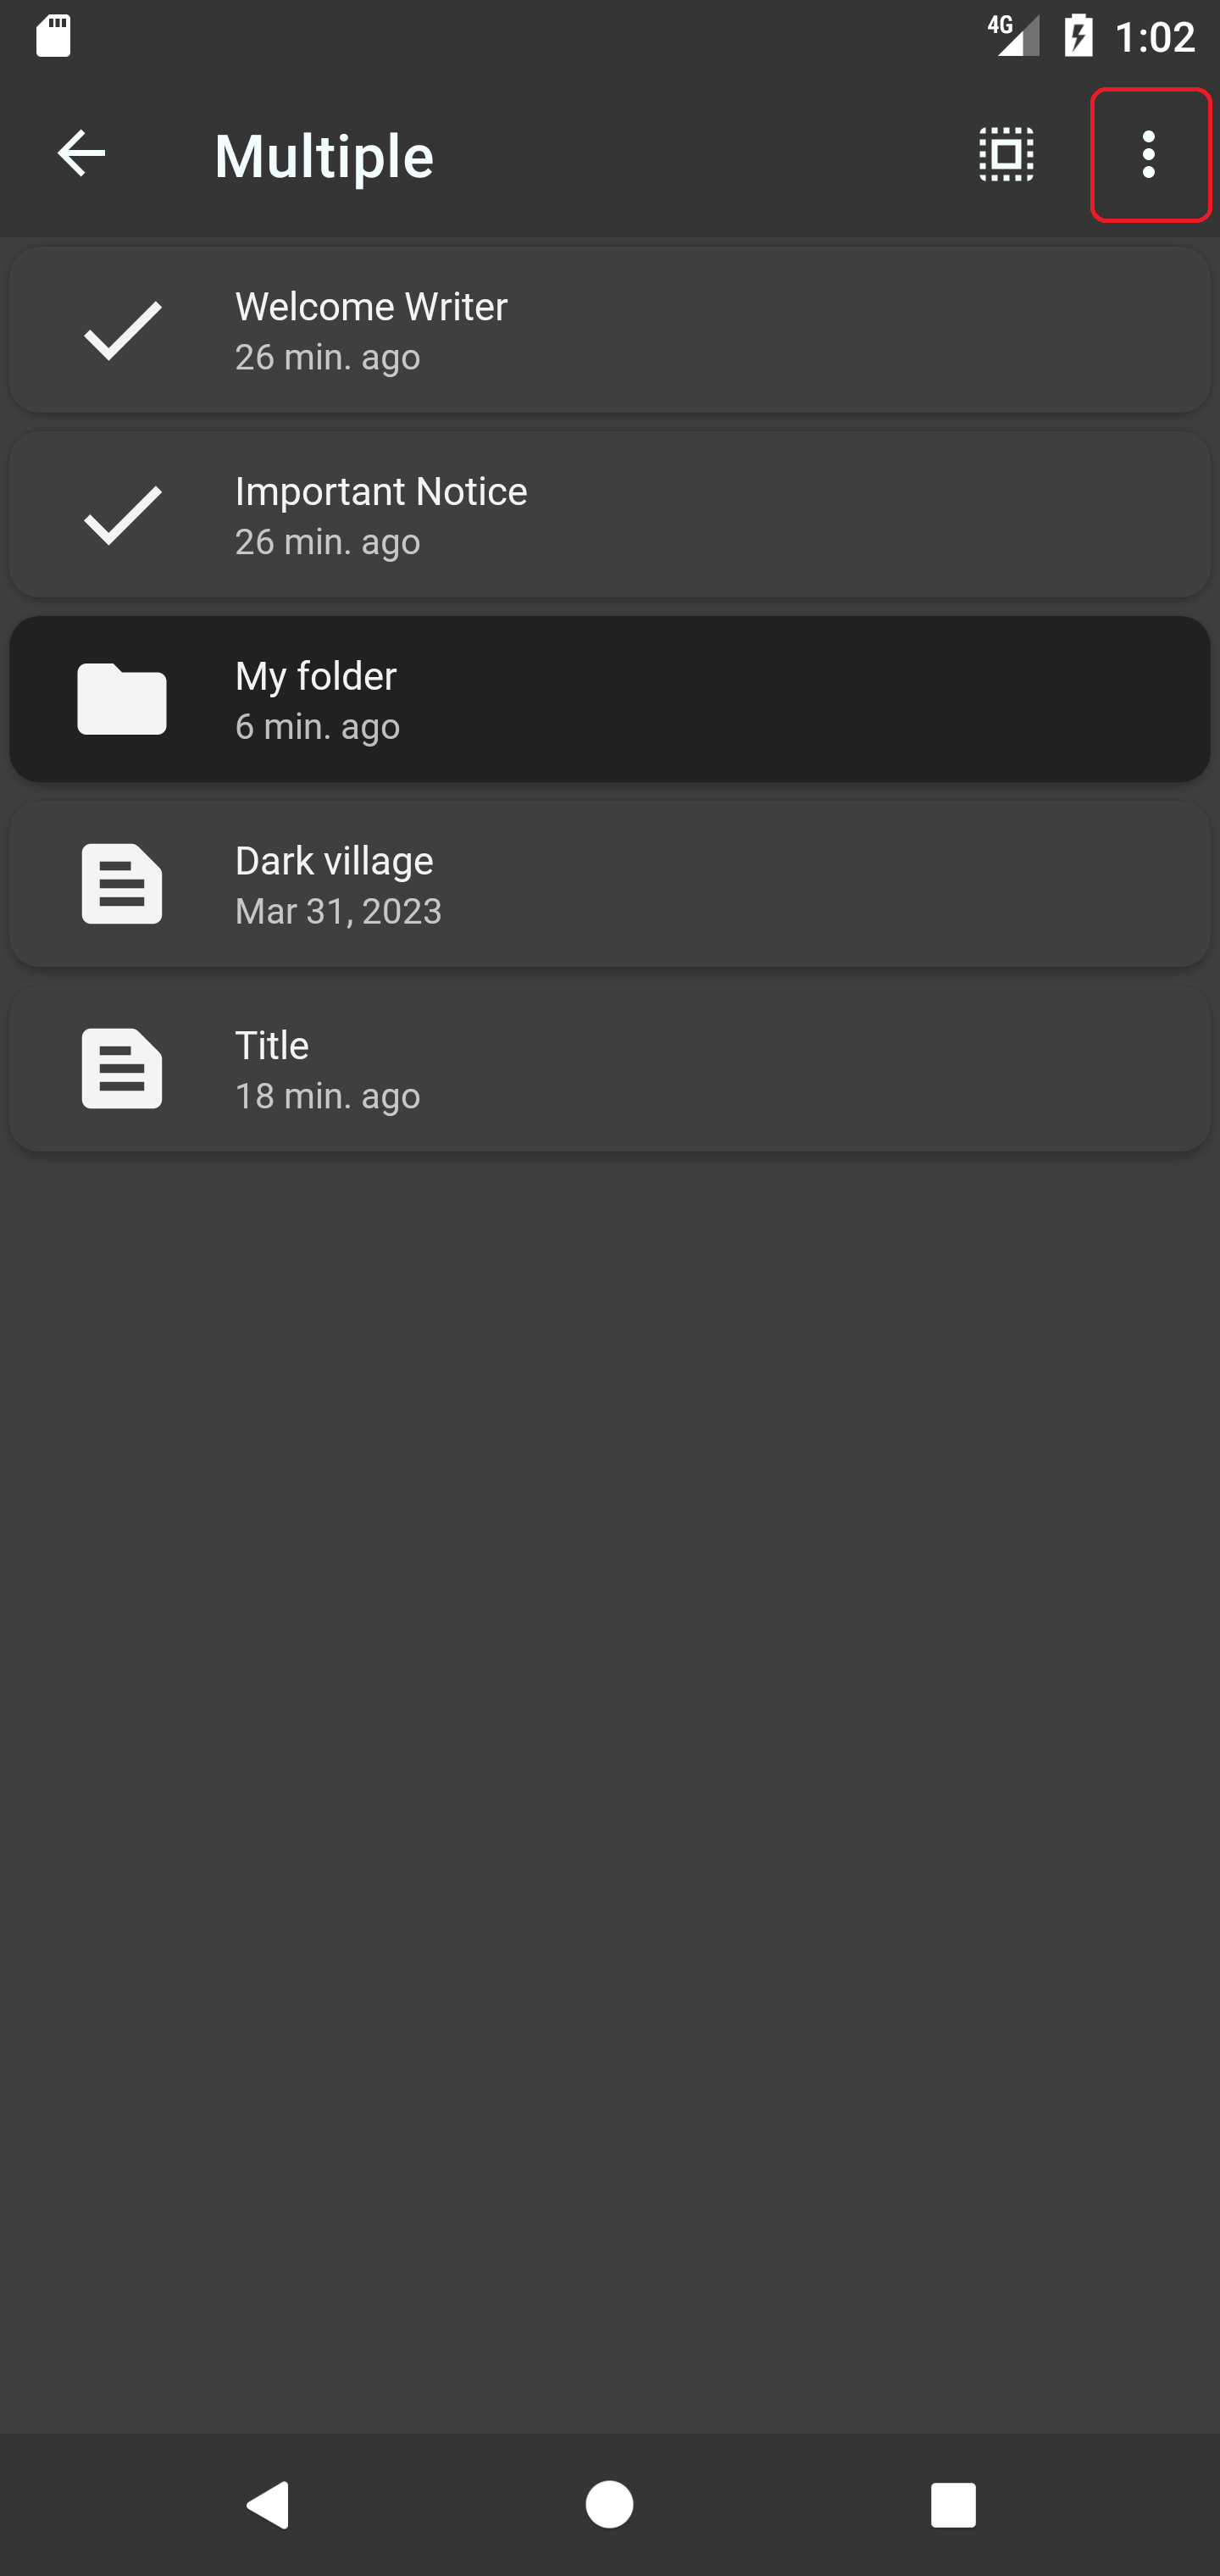 4G 1:02
Multiple
Welcome Writer
26 min. ago
Important Notice
26 min. ago
My folder
6 min. ago
Dark village
Mar 31, 2023
Title
18 min. ago